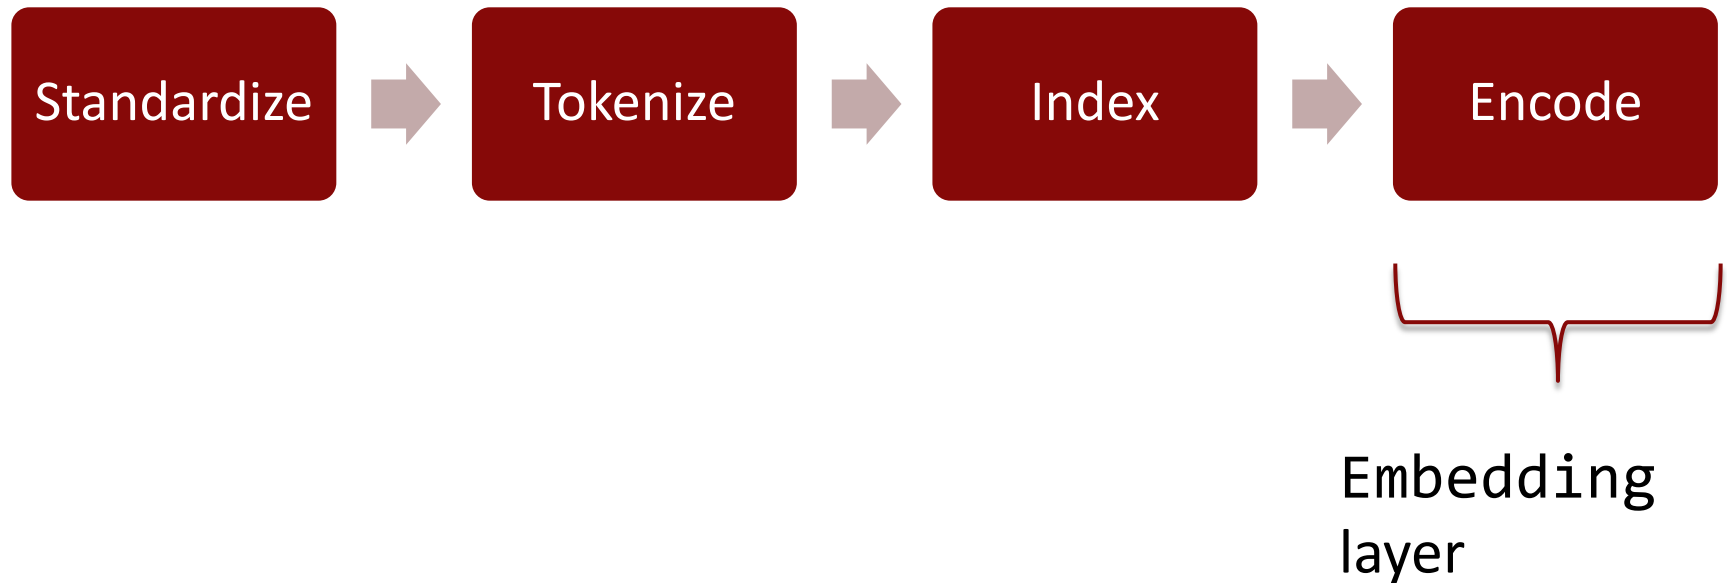 Standardize
Tokenize
Index
Encode
Embedding
layer